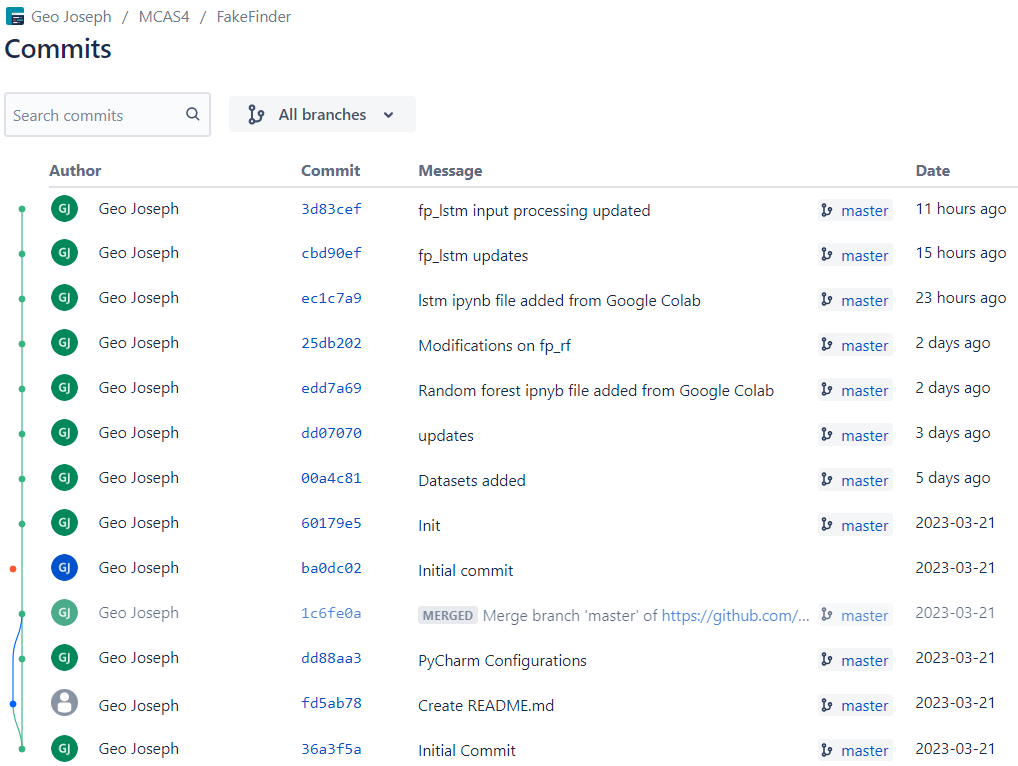 Geo Joseph / MCAS4 / FakeFinder
Commits
Search commits All branches
Author Commit Message Date
GJ Geo Joseph 3d83cef fp_lstm input processing updated master 11 hours ago
GJ Geo Joseph cbd90ef fp_lstm updates master 15 hours ago
GJ Geo Joseph ec1c7a9 lstm ipynb file added from Google Colab master 23 hours ago
GJ Geo Joseph 25db202 Modifications on fp_rf master 2 days ago
GJ Geo Joseph edd7a69 Random forest ipnyb file added from Google Colab master 2 days ago
GJ Geo Joseph dd07070 updates master 3 days ago
GJ Geo Joseph 00a4c81 Datasets added master 5 days ago
GJ Geo Joseph 60179e5 Init master 2023-03-21
GJ Geo Joseph ba0dc02 Initial commit 2023-03-21
GJ Geo Joseph 1c6fe0a MERGED Merge branch 'master' of https://github.com/... master 2023-03-21
GJ Geo Joseph dd88aa3 PyCharm Configurations master 2023-03-21
Geo Joseph fd5ab78 Create README.md master 2023-03-21
GJ Geo Joseph 36a3f5a Initial Commit master 2023-03-21